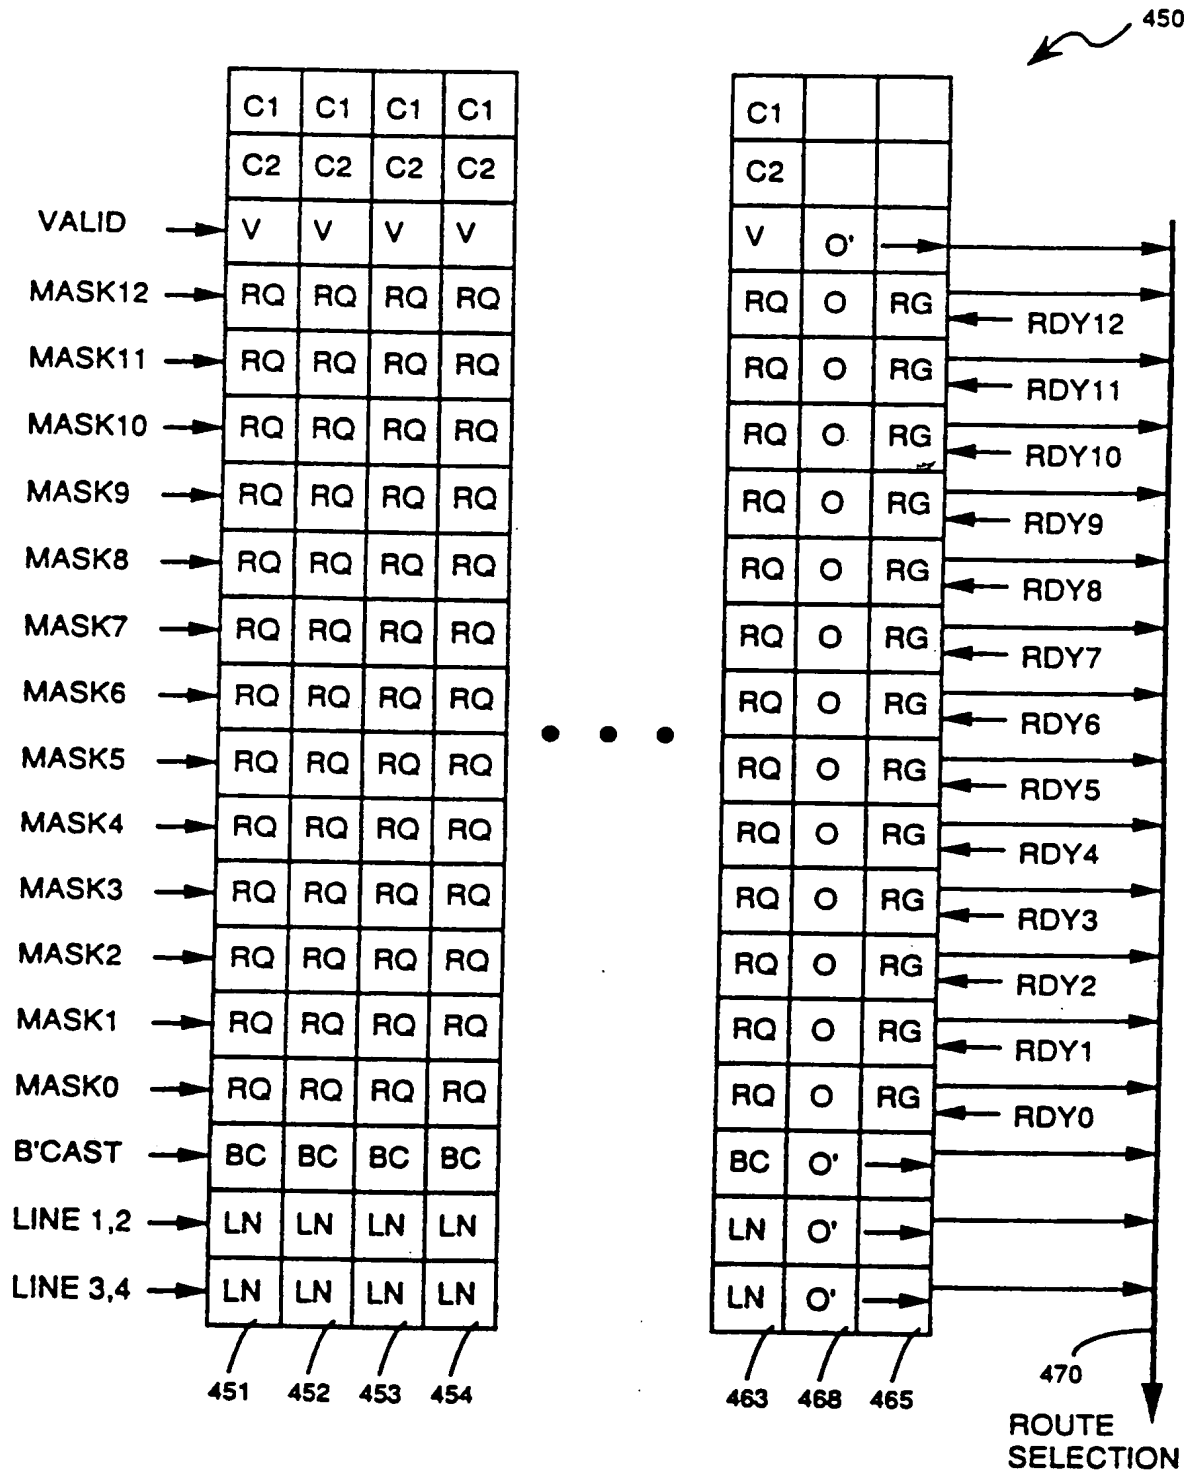 450
C1 C1 C1 C1 C1
C2 C2 C2 C2 C2
VALID V V V V V O'
MASK12 RQ RQ RQ RQ RQ O RG RDY12
MASK11 RQ RQ RQ RQ RQ O RG RDY11
MASK10 RQ RQ RQ RQ RQ O RG RDY10
MASK9 RQ RQ RQ RQ RQ O RG RDY9
MASK8 RQ RQ RQ RQ RQ O RG RDY8
MASK7 RQ RQ RQ RQ RQ O RG RDY7
MASK6 RQ RQ RQ RQ RQ O RG RDY6
MASK5 RQ RQ RQ RQ RQ O RG RDY5
MASK4 RQ RQ RQ RQ RQ O RG RDY4
MASK3 RQ RQ RQ RQ RQ O RG RDY3
MASK2 RQ RQ RQ RQ RQ O RG RDY2
MASK1 RQ RQ RQ RQ RQ O RG RDY1
MASK0 RQ RQ RQ RQ RQ O RG RDY0
B'CAST BC BC BC BC BC O'
LINE 1,2 LN LN LN LN LN O'
LINE 3,4 LN LN LN LN LN O'
451 452 453 454 463 468 465 470
ROUTE
SELECTION